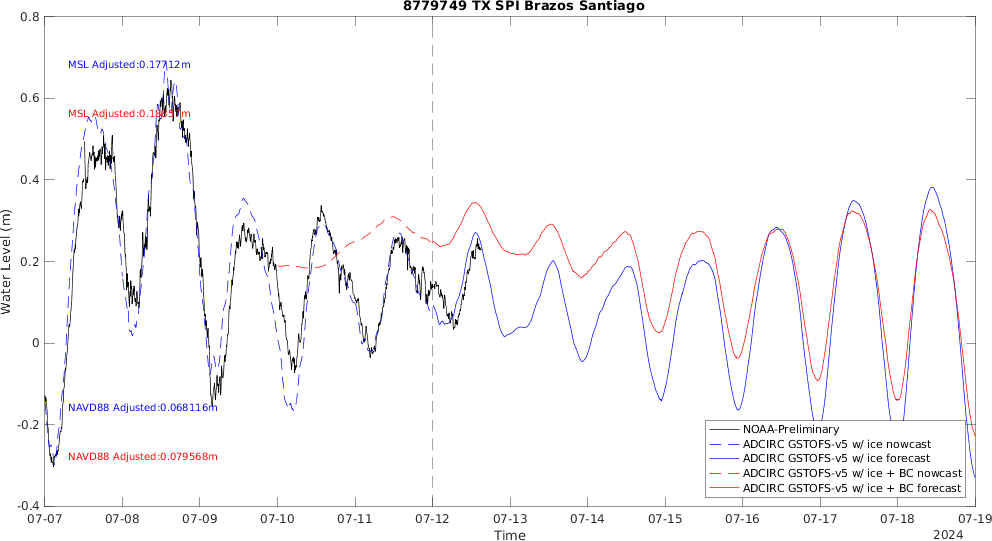 8779749 TX SPI Brazos Santiago
Water Level (m)
0.8
0.6
0.4
0.2
0
-0.2
-0.4
MSL Adjusted:0.17712m
NAVD88 Adjusted:0.068116m
NAVD88 Adjusted:0.079568m
NOAA-Preliminary
ADCIRC GSTOFS-v5 w/ ice nowcast
ADCIRC GSTOFS-v5 w/ ice forecast
ADCIRC GSTOFS-v5 w/ ice + BC nowcast
ADCIRC GSTOFS-v5 w/ ice + BC forecast
07-07 07-08 07-09 07-10 07-11 07-12 07-13 07-14 07-15 07-16 07-17 07-18 07-19
Time
2024